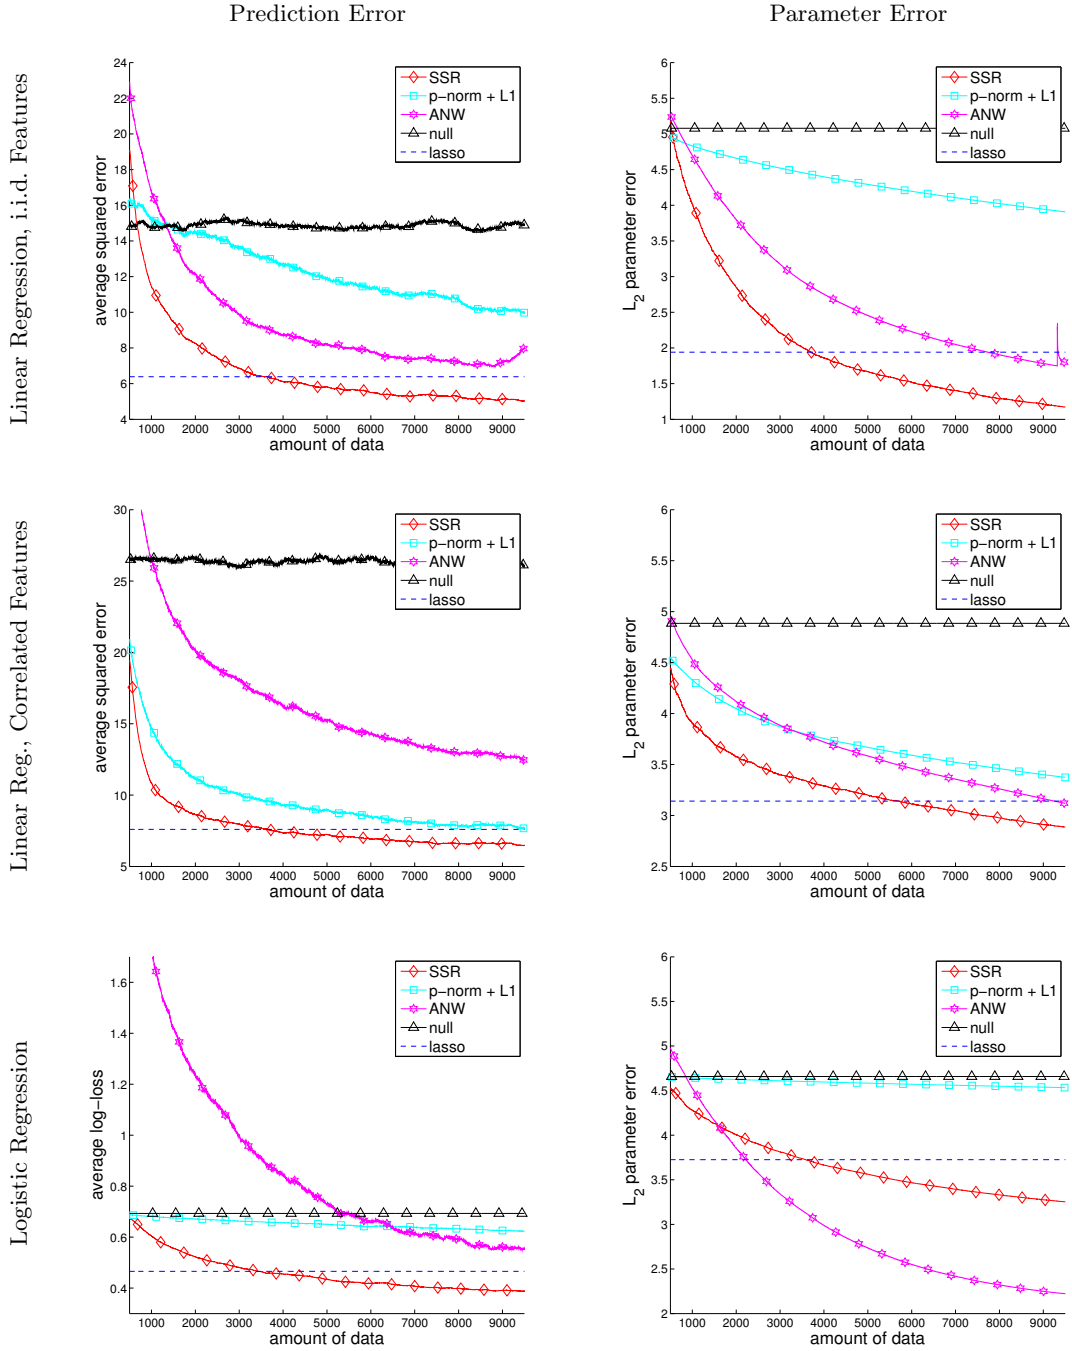 Prediction Error
Parameter Error
Linear Regression, i.i.d. Features
average squared error
24
22
20
18
16
14
12
10
8
6
4
1000 2000 3000 4000 5000 6000 7000 8000 9000
amount of data
SSR
p-norm + L1
ANW
null
lasso
L2 parameter error
6
5.5
5
4.5
4
3.5
3
2.5
2
1.5
1
1000 2000 3000 4000 5000 6000 7000 8000 9000
amount of data
SSR
p-norm + L1
ANW
null
lasso
Linear Reg., Correlated Features
average squared error
30
25
20
15
10
5
1000 2000 3000 4000 5000 6000 7000 8000 9000
amount of data
SSR
p-norm + L1
ANW
null
lasso
L2 parameter error
6
5.5
5
4.5
4
3.5
3
2.5
1000 2000 3000 4000 5000 6000 7000 8000 9000
amount of data
SSR
p-norm + L1
ANW
null
lasso
Logistic Regression
average log-loss
1.6
1.4
1.2
1
0.8
0.6
0.4
1000 2000 3000 4000 5000 6000 7000 8000 9000
amount of data
SSR
p-norm + L1
ANW
null
lasso
L2 parameter error
6
5.5
5
4.5
4
3.5
3
2.5
2
1000 2000 3000 4000 5000 6000 7000 8000 9000
amount of data
SSR
p-norm + L1
ANW
null
lasso